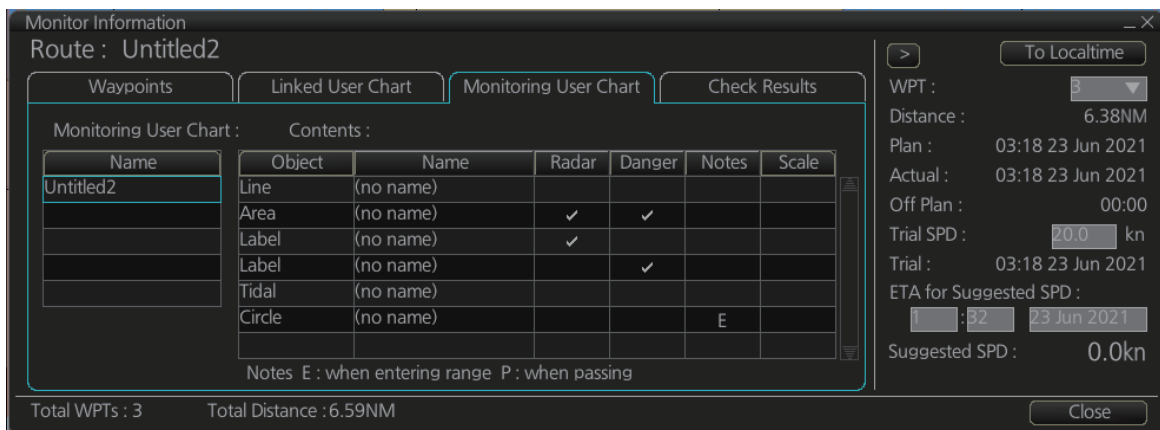 Monitor Information
Route : Untitled2
Waypoints
Linked User Chart
Monitoring User Chart
Check Results
Monitoring User Chart :
Contents :
Name
Untitled2
Object Name Radar Danger Notes Scale
Line (no name)
Area (no name) ✓ ✓
Label (no name) ✓
Label (no name) ✓
Tidal (no name)
Circle (no name) E
Notes E : when entering range P : when passing
> To Localtime
WPT : 3
Distance : 6.38NM
Plan : 03:18 23 Jun 2021
Actual : 03:18 23 Jun 2021
Off Plan : 00:00
Trial SPD : 20.0 kn
Trial : 03:18 23 Jun 2021
ETA for Suggested SPD :
1 :32 23 Jun 2021
Suggested SPD : 0.0kn
Total WPTs : 3 Total Distance : 6.59NM
Close